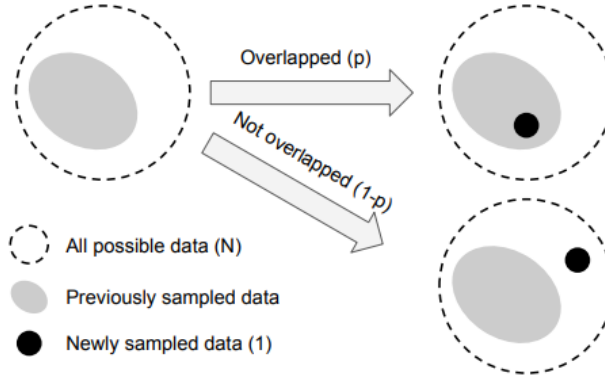 Overlapped (p)
Not overlapped (1-p)
All possible data (N)
Previously sampled data
Newly sampled data (1)